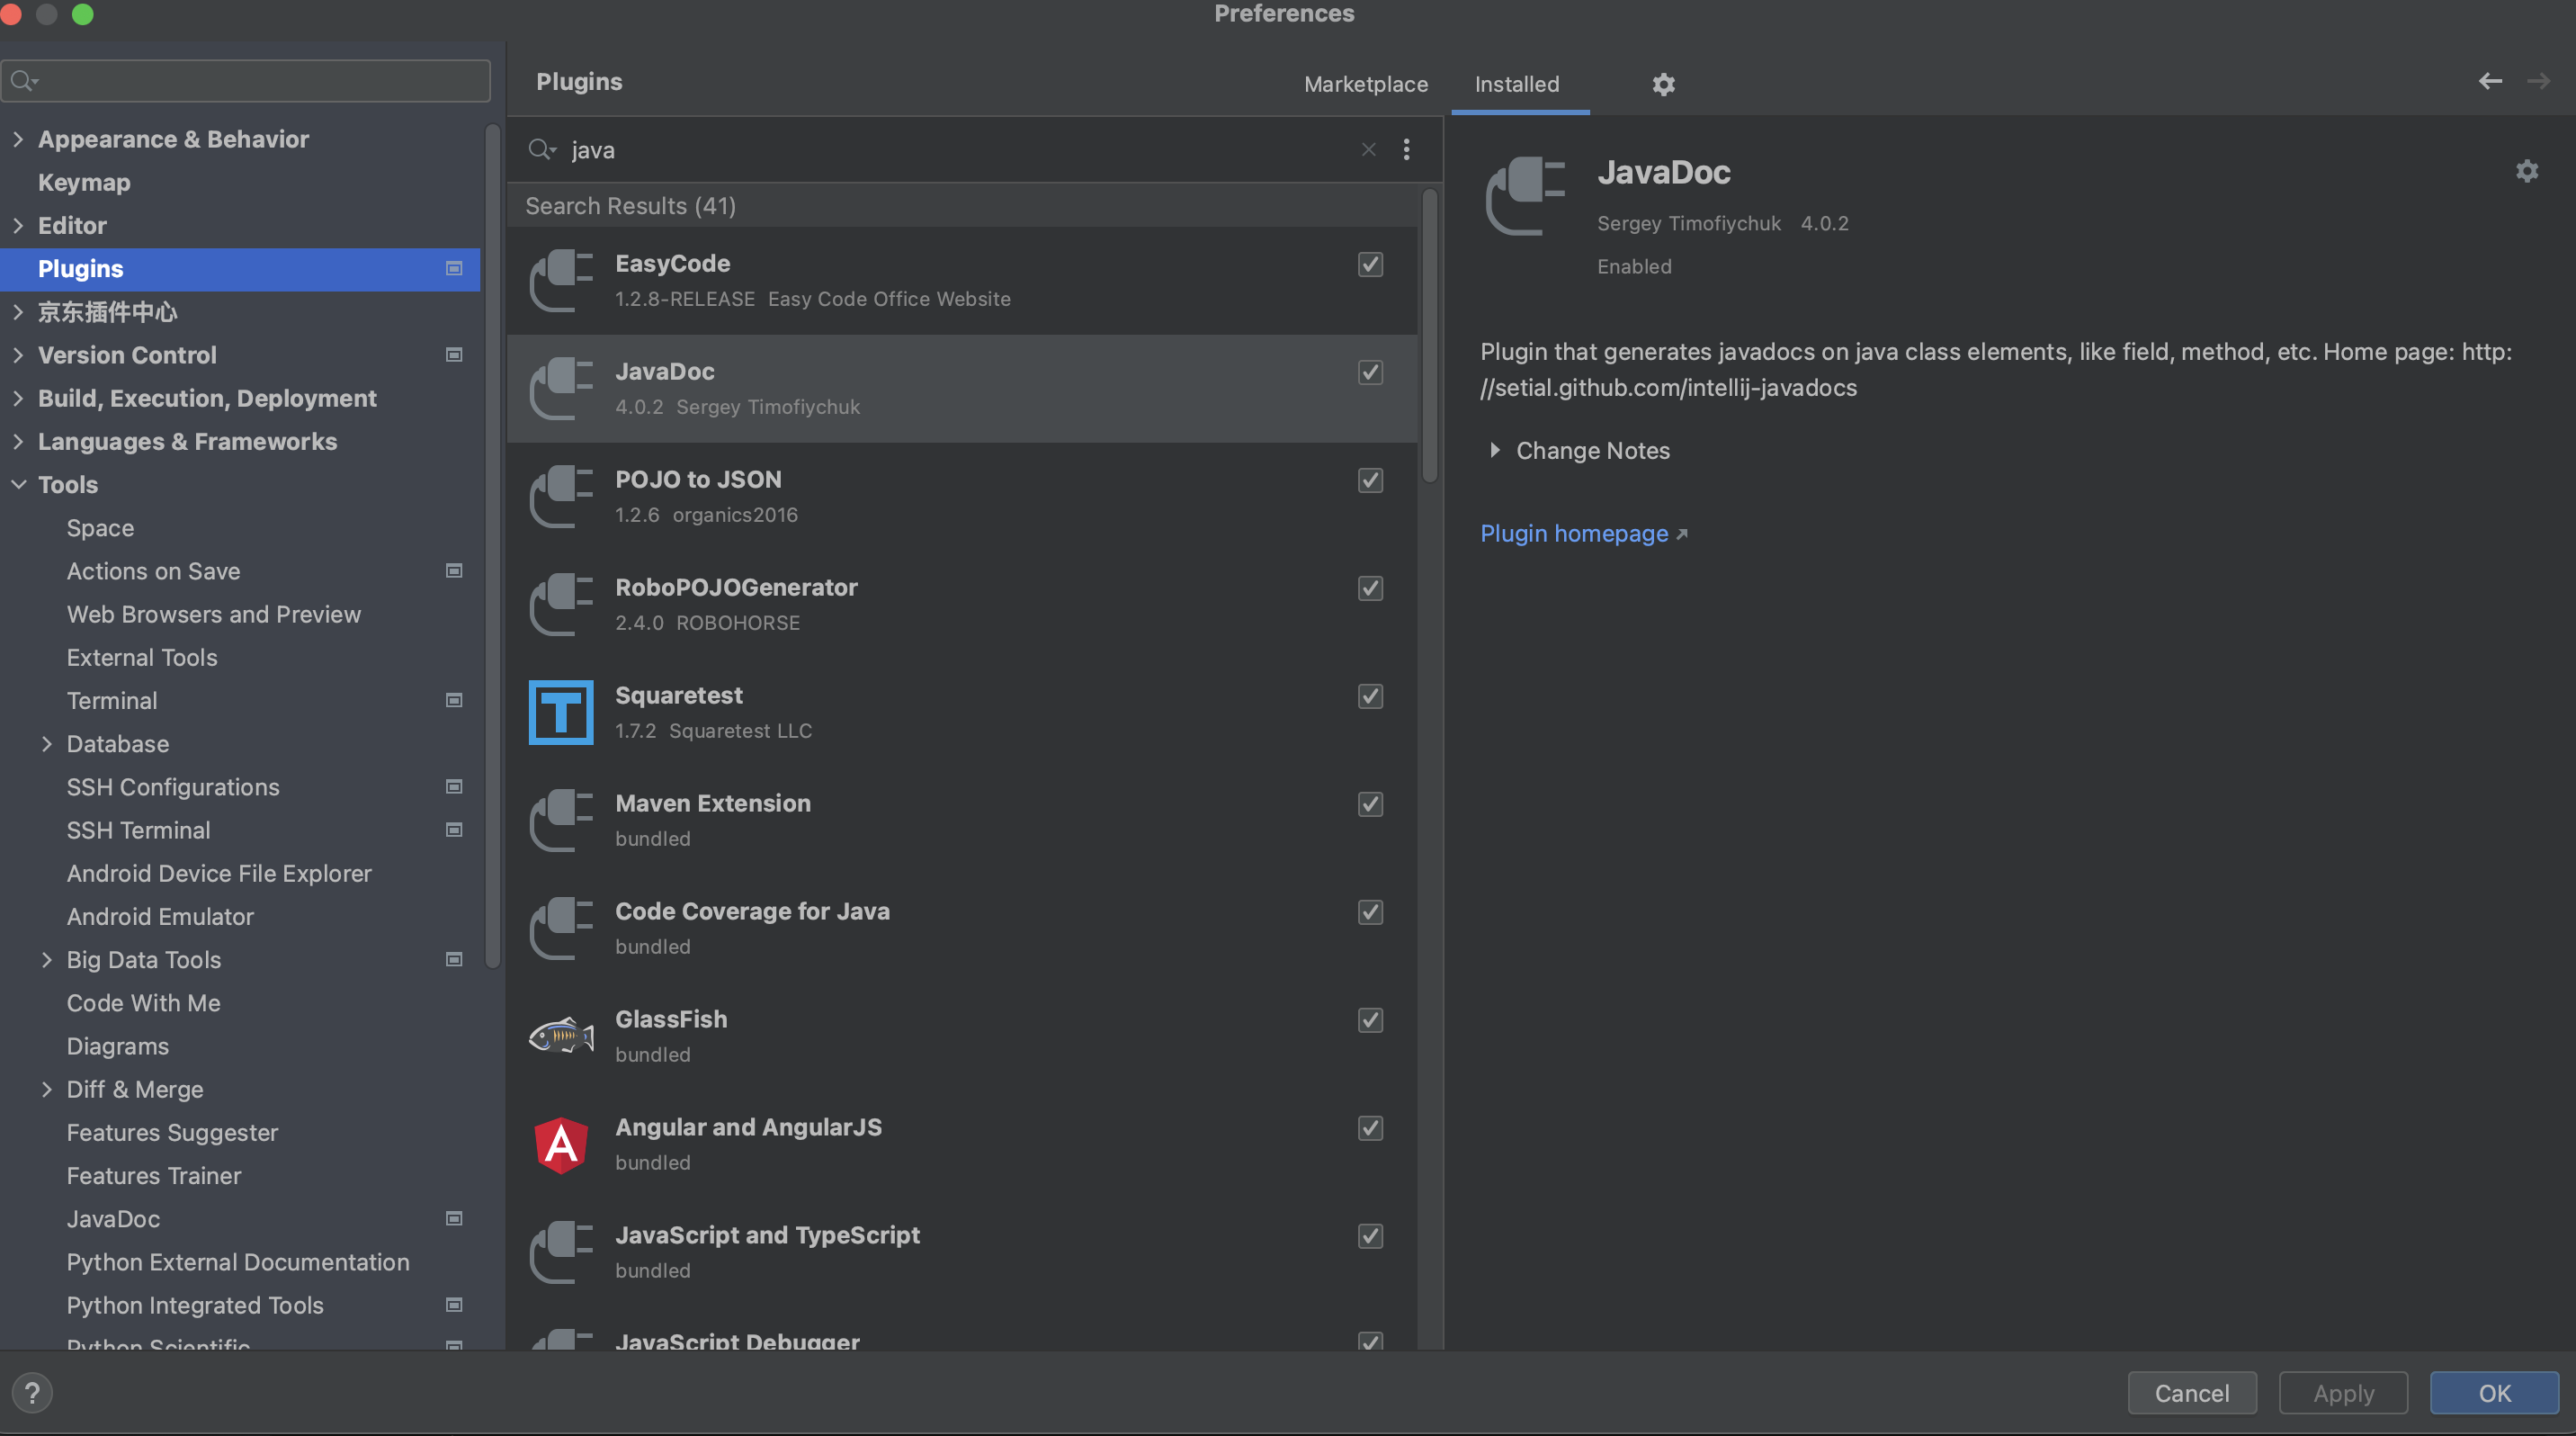 Preferences
Appearance & Behavior
Keymap
Editor
Plugins
京东插件中心
Version Control
Build, Execution, Deployment
Languages & Frameworks
Tools
Space
Actions on Save
Web Browsers and Preview
External Tools
Terminal
Database
SSH Configurations
SSH Terminal
Android Device File Explorer
Android Emulator
Big Data Tools
Code With Me
Diagrams
Diff & Merge
Features Suggester
Features Trainer
JavaDoc
Python External Documentation
Python Integrated Tools
Python Scientific
Plugins
Marketplace
Installed
java
Search Results (41)
EasyCode
1.2.8-RELEASE Easy Code Office Website
JavaDoc
4.0.2 Sergey Timofiychuk
POJO to JSON
1.2.6 organics2016
RoboPOJOGenerator
2.4.0 ROBOHORSE
T
Squaretest
1.7.2 Squaretest LLC
Maven Extension
bundled
Code Coverage for Java
bundled
GlassFish
bundled
A
Angular and AngularJS
bundled
JavaScript and TypeScript
bundled
JavaScript Debugger
JavaDoc
Sergey Timofiychuk 4.0.2
Enabled
Plugin that generates javadocs on java class elements, like field, method, etc. Home page: http:
//setial.github.com/intellij-javadocs
Change Notes
Plugin homepage
?
Cancel
Apply
OK